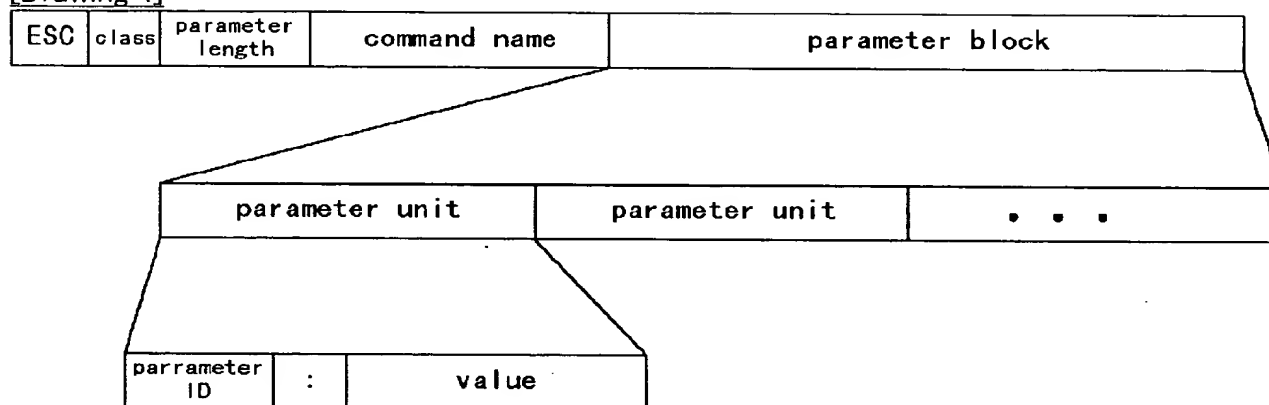 ESC class parameter length command name parameter block
parameter unit parameter unit • • •
parrameter ID : value